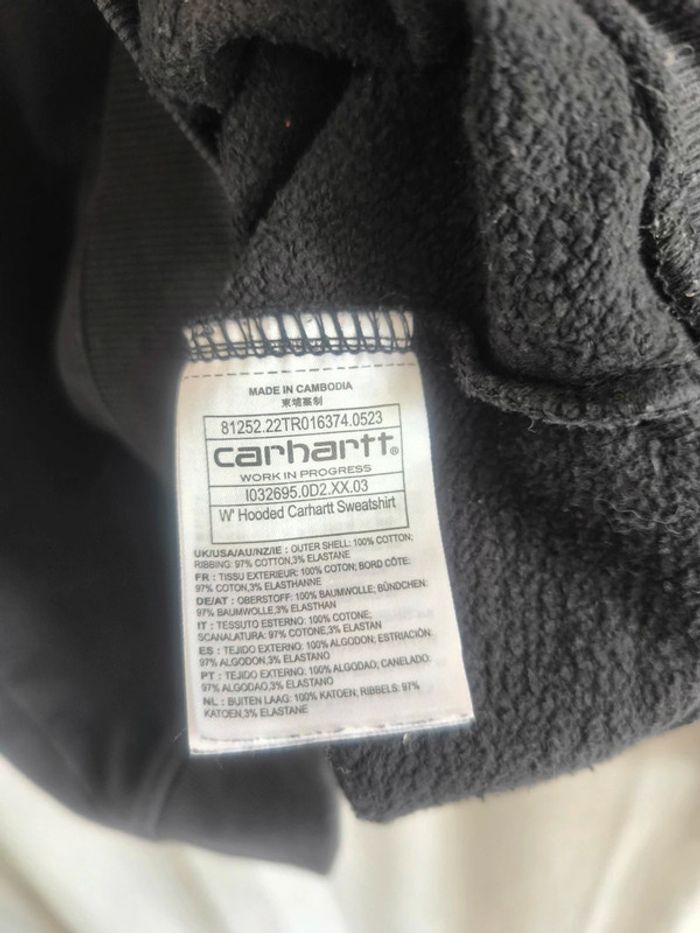 MADE IN CAMBODIA
柬埔寨制
81252.22TR016374.0523
carhartt®
WORK IN PROGRESS
I032695.0D2.XX.03
W' Hooded Carhartt Sweatshirt
UK/USA/AU/NZ/IE : OUTER SHELL: 100% COTTON;
RIBBING: 97% COTTON,3% ELASTANE
FR : TISSU EXTERIEUR; 100% COTON; BORD CÔTE:
97% COTON,3% ELASTHANNE
DE/AT : OBERSTOFF: 100% BAUMWOLLE; BÜNDCHEN:
97% BAUMWOLLE,3% ELASTHAN
IT : TESSUTO ESTERNO: 100% COTONE;
SCANALATURA: 97% COTONE,3% ELASTAN
ES : TEJIDO EXTERNO: 100% ALGODON; ESTRIACIÓN:
97% ALGODON,3% ELASTANO
PT : TEJIDO EXTERNO: 100% ALGODAO; CANELADO:
97% ALGODAO,3% ELASTANO
NL : BUITEN LAAG: 100% KATOEN; RIBBELS: 97%
KATOEN,3% ELASTANE